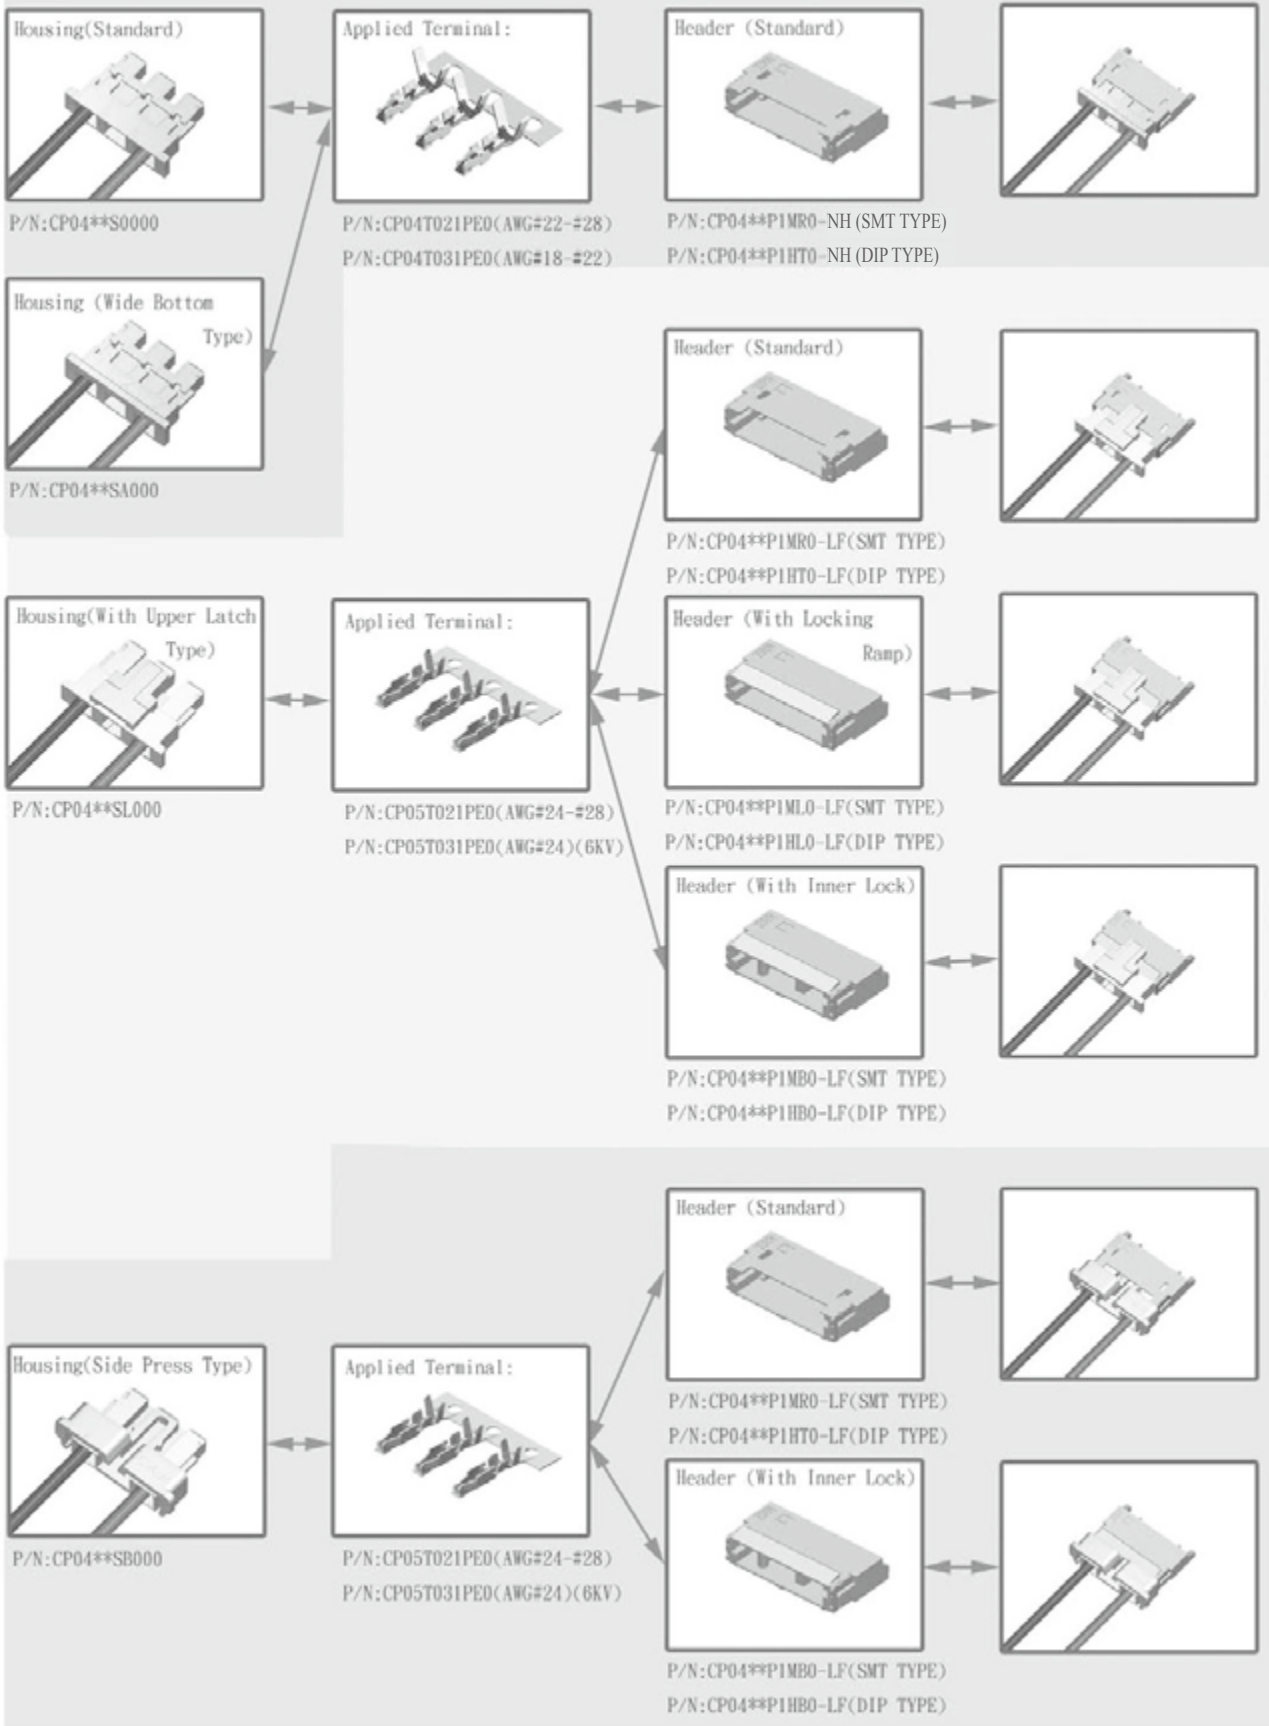 Housing(Standard)
P/N:CP04**S0000
Applied Terminal:
P/N:CP04T021PE0(AWG#22-#28)
P/N:CP04T031PE0(AWG#18-#22)
Header (Standard)
P/N:CP04**P1MR0-NH (SMT TYPE)
P/N:CP04**P1HT0-NH (DIP TYPE)
Housing (Wide Bottom
Type)
P/N:CP04**SA000
Header (Standard)
P/N:CP04**P1MR0-LF(SMT TYPE)
P/N:CP04**P1HT0-LF(DIP TYPE)
Housing(With Upper Latch
Type)
P/N:CP04**SL000
Applied Terminal:
P/N:CP05T021PE0(AWG#24-#28)
P/N:CP05T031PE0(AWG#24)(6KV)
Header (With Locking
Ramp)
P/N:CP04**P1ML0-LF(SMT TYPE)
P/N:CP04**P1HL0-LF(DIP TYPE)
Header (With Inner Lock)
P/N:CP04**P1MB0-LF(SMT TYPE)
P/N:CP04**P1HB0-LF(DIP TYPE)
Header (Standard)
P/N:CP04**P1MR0-LF(SMT TYPE)
P/N:CP04**P1HT0-LF(DIP TYPE)
Housing(Side Press Type)
P/N:CP04**SB000
Applied Terminal:
P/N:CP05T021PE0(AWG#24-#28)
P/N:CP05T031PE0(AWG#24)(6KV)
Header (With Inner Lock)
P/N:CP04**P1MB0-LF(SMT TYPE)
P/N:CP04**P1HB0-LF(DIP TYPE)